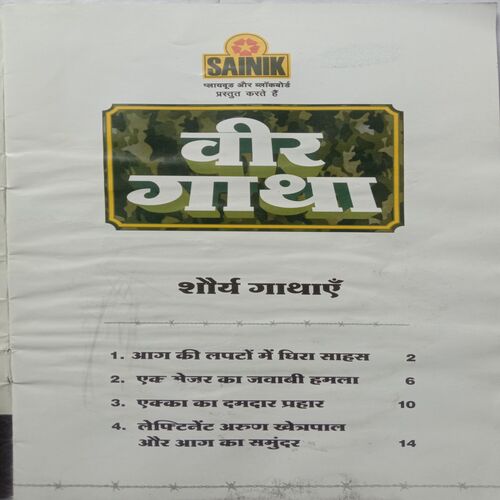 SAINIK
प्लायवूड और ब्लॉकबोर्ड
प्रस्तुत करते हैं
वीर
गाथा
शौर्य गाथाएँ
1. आग की लपटों में घिरा साहस 2
2. एक मेजर का जवाबी हमला 6
3. एक्का का दमदार प्रहार 10
4. लेफ्टिनेंट अरुण खेत्रपाल
और आग का समुंदर 14